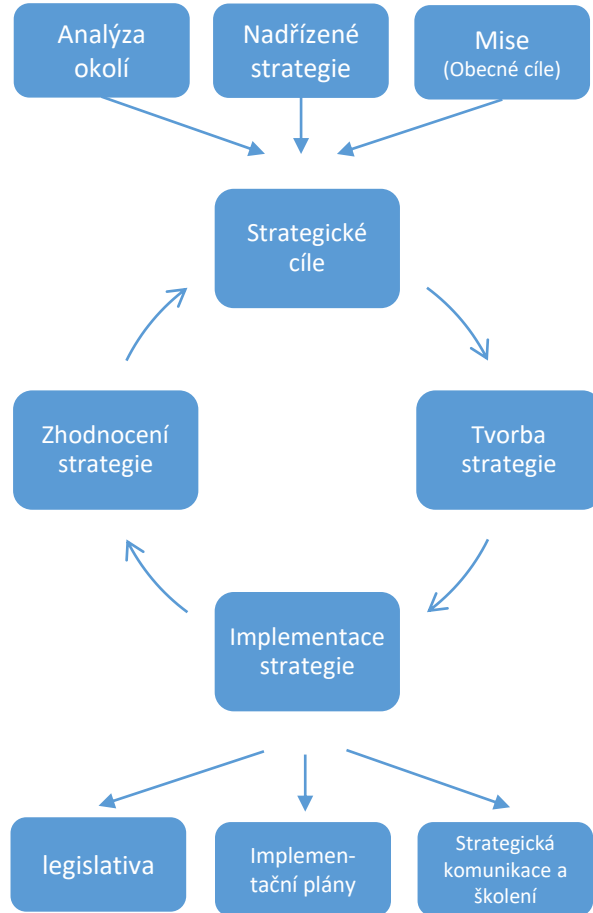 Analýza
okolí
Nadřízené
strategie
Mise
(Obecné cíle)
Strategické
cíle
Zhodnocení
strategie
Tvorba
strategie
Implementace
strategie
legislativa
Implemen-
tační plány
Strategická
komunikace a
školení